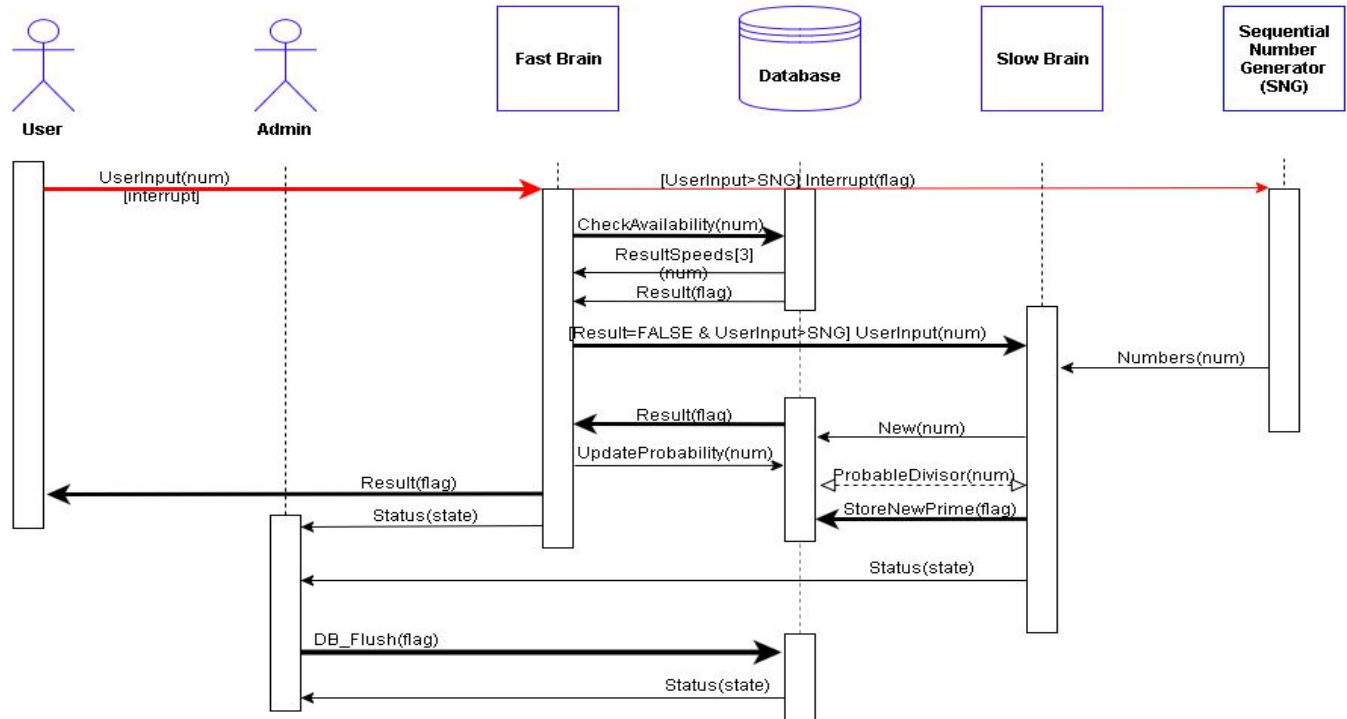 Fast Brain
Database
Slow Brain
Sequential
Number
Generator
(SNG)
User
Admin
UserInput(num)
[interrupt]
[UserInput>SNG] Interrupt(flag)
CheckAvailability(num)
ResultSpeeds[3]
(num)
Result(flag)
[Result=FALSE & UserInput>SNG] UserInput(num)
Numbers(num)
Result(flag)
New(num)
UpdateProbability(num)
ProbableDivisor(num)
Result(flag)
StoreNewPrime(flag)
Status(state)
Status(state)
DB_Flush(flag)
Status(state)